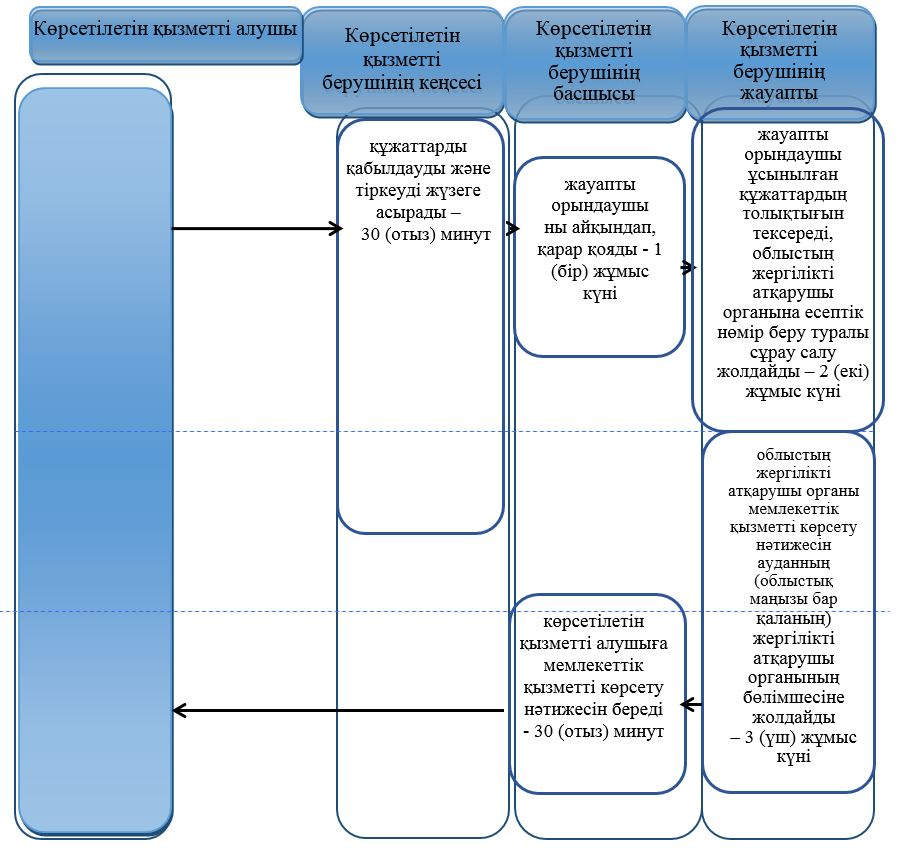 Көрсетілетін қызметті алушы
Көрсетілетін
қызметті
берушінің кеңсесі
Көрсетілетін
қызметті
берушінің
басшысы
Көрсетілетін
қызметті
берушінің
жауапты
құжаттарды
қабылдауды және
тіркеуді жүзеге
асырады –
30 (отыз) минут
жауапты
орындаушы
ны айқындап,
қарар қояды - 1
(бір) жұмыс
күні
жауапты
орындаушы
ұсынылған
құжаттардың
толықтығын
тексереді,
облыстың
жергілікті
атқарушы
органына есептік
нөмір беру туралы
сұрау салу
жолдайды – 2 (екі)
жұмыс күні
облыстың
жергілікті
атқарушы органы
мемлекеттік
қызметті көрсету
нәтижесін
ауданның
(облыстық
маңызы бар
қаланың)
жергілікті
атқарушы
органының
бөлімшесіне
жолдайды
– 3 (үш) жұмыс
күні
көрсетілетін
қызметті алушыға
мемлекеттік
қызметті көрсету
нәтижесін береді
- 30 (отыз) минут